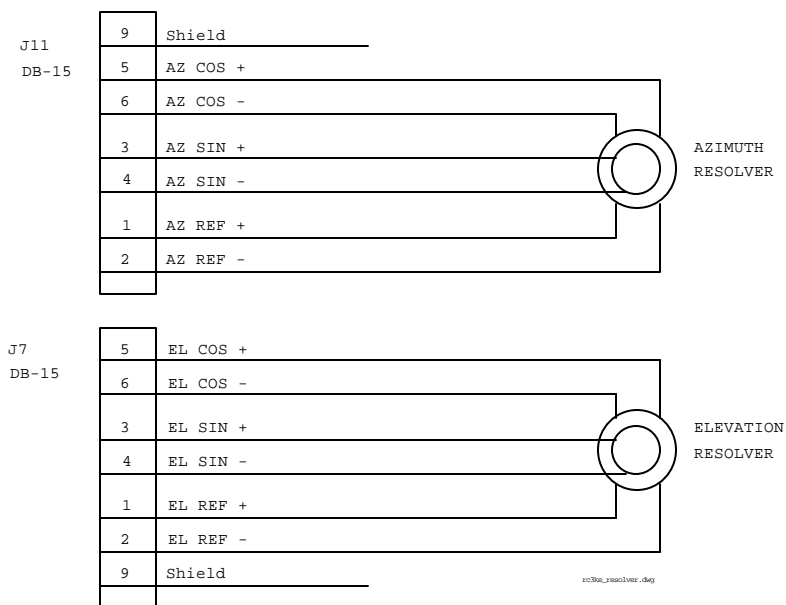 J11
DB-15
9 Shield
5 AZ COS +
6 AZ COS -
3 AZ SIN +
4 AZ SIN -
1 AZ REF +
2 AZ REF -
AZIMUTH
RESOLVER
J7
DB-15
5 EL COS +
6 EL COS -
3 EL SIN +
4 EL SIN -
1 EL REF +
2 EL REF -
9 Shield
ELEVATION
RESOLVER
rc3ke_resolver.dwg